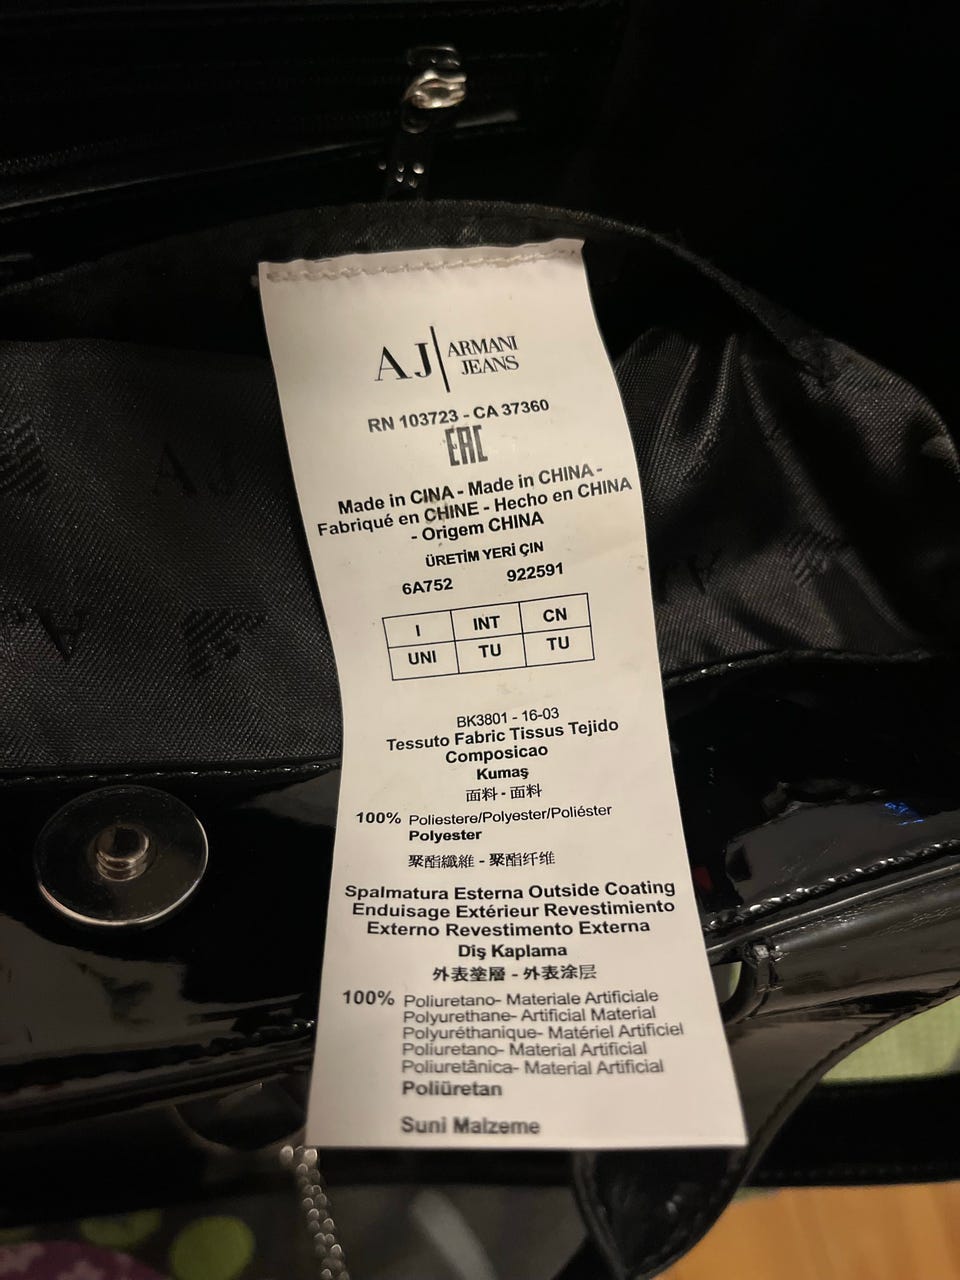 AJ ARMANI
JEANS
RN 103723 - CA 37360
EAC
Made in CINA - Made in CHINA -
Fabriqué en CHINE - Hecho en CHINA
- Origem CHINA
ÜRETİM YERİ ÇIN
6A752 922591
I INT CN
UNI TU TU
BK3801 - 16-03
Tessuto Fabric Tissus Tejido
Composicao
Kumaş
面料 - 面料
100% Poliestere/Polyester/Poliéster
Polyester
聚酯纖維 - 聚酯纤维
Spalmatura Esterna Outside Coating
Enduisage Extérieur Revestimiento
Externo Revestimento Externa
Dîş Kaplama
外表塗層 - 外表涂层
100% Poliuretano- Materiale Artificiale
Polyurethane- Artificial Material
Polyuréthanique- Matériel Artificiel
Poliuretano- Material Artificial
Poliuretânica- Material Artificial
Poliüretan
Suni Malzeme
AJ